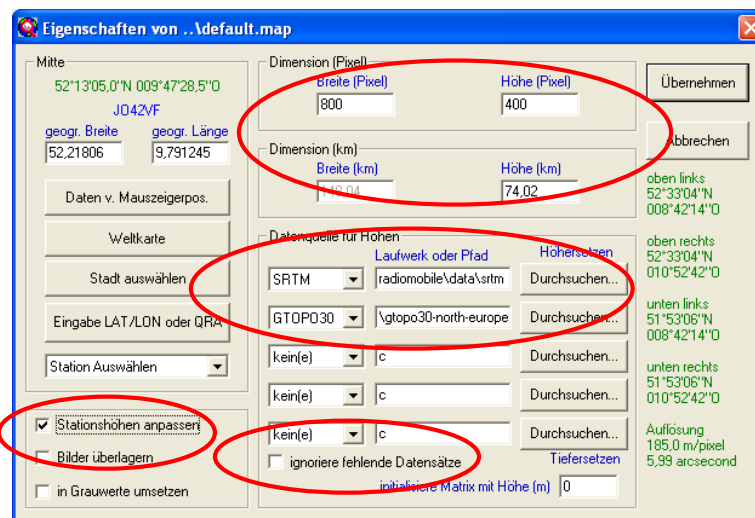 Eigenschaften von ..\default.map
Mitte
52°13'05,0''N 009°47'28,5''O
JO42VF
geogr. Breite geogr. Länge
52,21806 9,791245
Daten v. Mauszeigerpos.
Weltkarte
Stadt auswählen
Eingabe LAT/LON oder QRA
Station Auswählen
Stationshöhen anpassen
Bilder überlagern
in Grauwerte umsetzen
Dimension (Pixel)
Breite (Pixel) Höhe (Pixel)
800 400
Dimension (km)
Breite (km) Höhe (km)
148,04 74,02
Datenquelle für Höhen
Laufwerk oder Pfad Höhersetzen
SRTM radiomobile\data\srtm Durchsuchen...
GTOPO30 \gtopo30-north-europe Durchsuchen...
kein(e) c Durchsuchen...
kein(e) c Durchsuchen...
kein(e) c Durchsuchen...
ignoriere fehlende Datensätze Tiefersetzen
initialisiere Matrix mit Höhe (m) 0
Übernehmen
Abbrechen
oben links
52°33'04''N
008°42'14''O
oben rechts
52°33'04''N
010°52'42''O
unten links
51°53'06''N
008°42'14''O
unten rechts
51°53'06''N
010°52'42''O
Auflösung
185,0 m/pixel
5,99 arcsecond